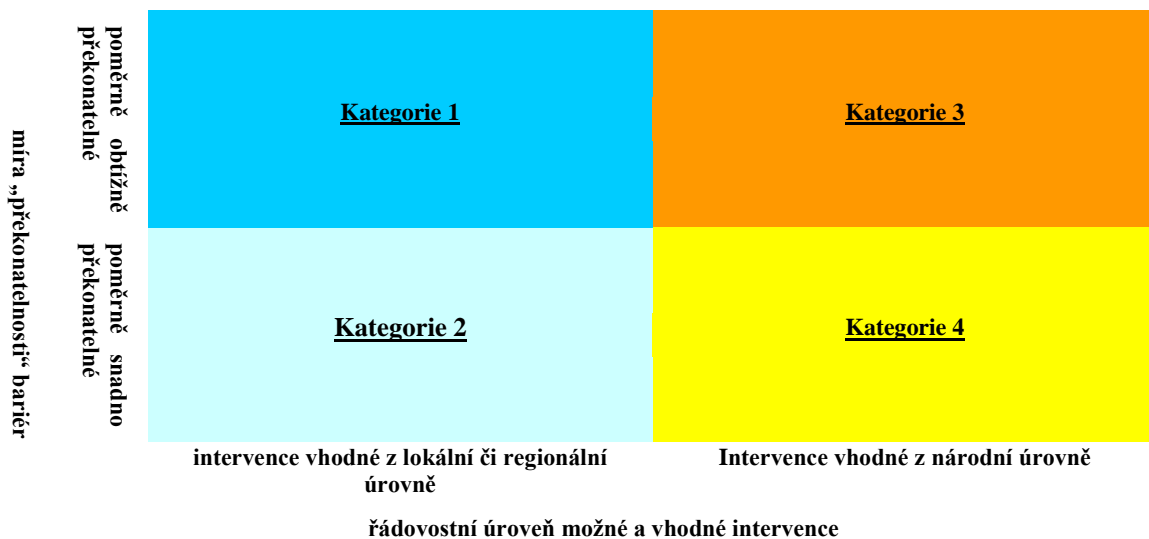 míra „překonatelnosti“ bariér
poměrně obtížně
překonatelné
Kategorie 1
Kategorie 3
poměrně snadno
překonatelné
Kategorie 2
Kategorie 4
intervence vhodné z lokální či regionální
úrovně
Intervence vhodné z národní úrovně
řádovostní úroveň možné a vhodné intervence